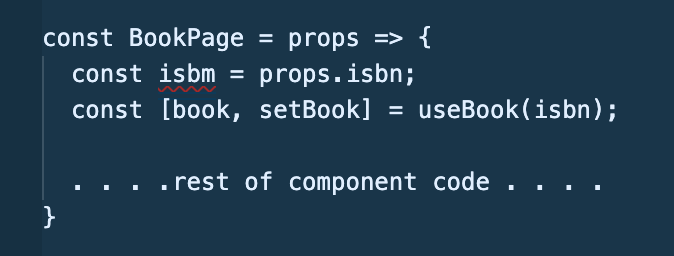 const BookPage = props => {
  const isbm = props.isbn;
  const [book, setBook] = useBook(isbn);
  . . . .rest of component code . . . .
}